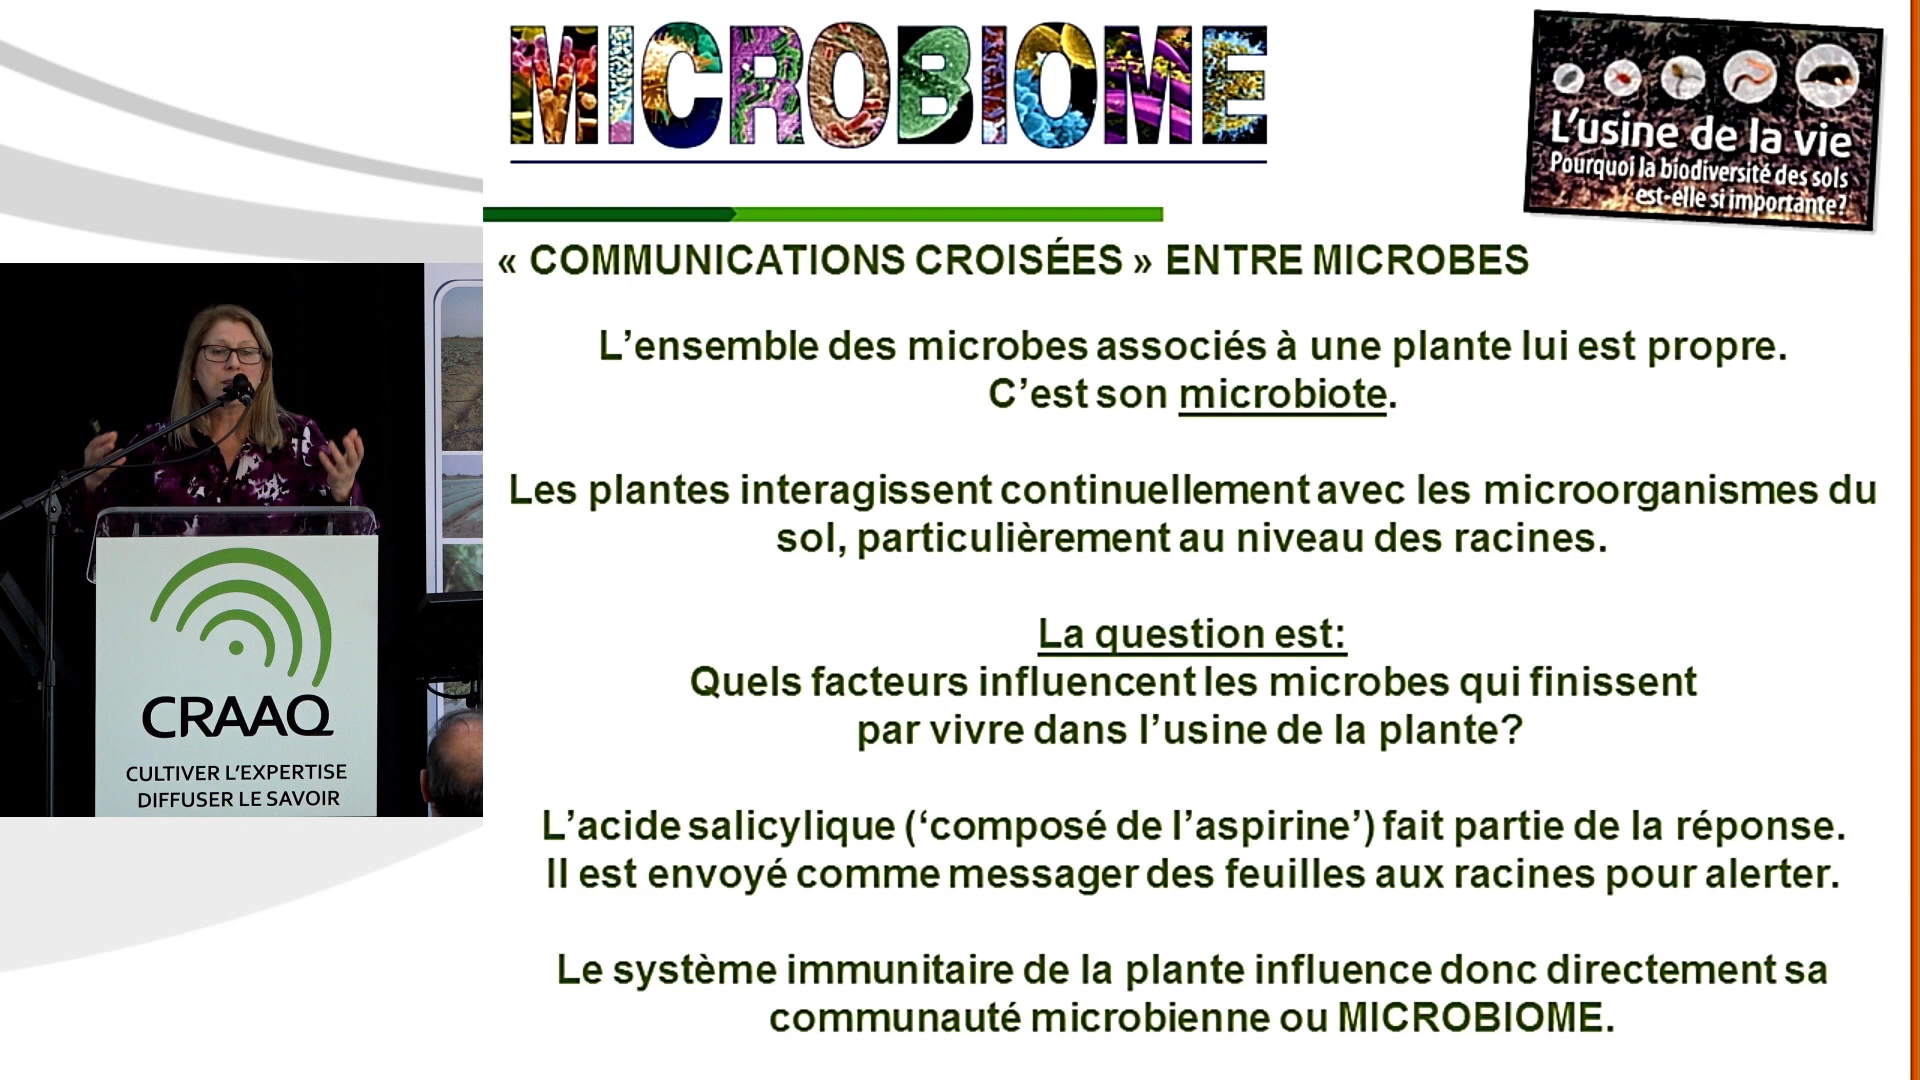 MICROBIOME
L’usine de la vie
Pourquoi la biodiversité des sols
est-elle si importante?
« COMMUNICATIONS CROISÉES » ENTRE MICROBES
L’ensemble des microbes associés à une plante lui est propre.
C’est son microbiote.
Les plantes interagissent continuellement avec les microorganismes du
sol, particulièrement au niveau des racines.
La question est:
Quels facteurs influencent les microbes qui finissent
par vivre dans l’usine de la plante?
L’acide salicylique (‘composé de l’aspirine’) fait partie de la réponse.
Il est envoyé comme messager des feuilles aux racines pour alerter.
Le système immunitaire de la plante influence donc directement sa
communauté microbienne ou MICROBIOME.
CRAAQ
CULTIVER L’EXPERTISE
DIFFUSER LE SAVOIR